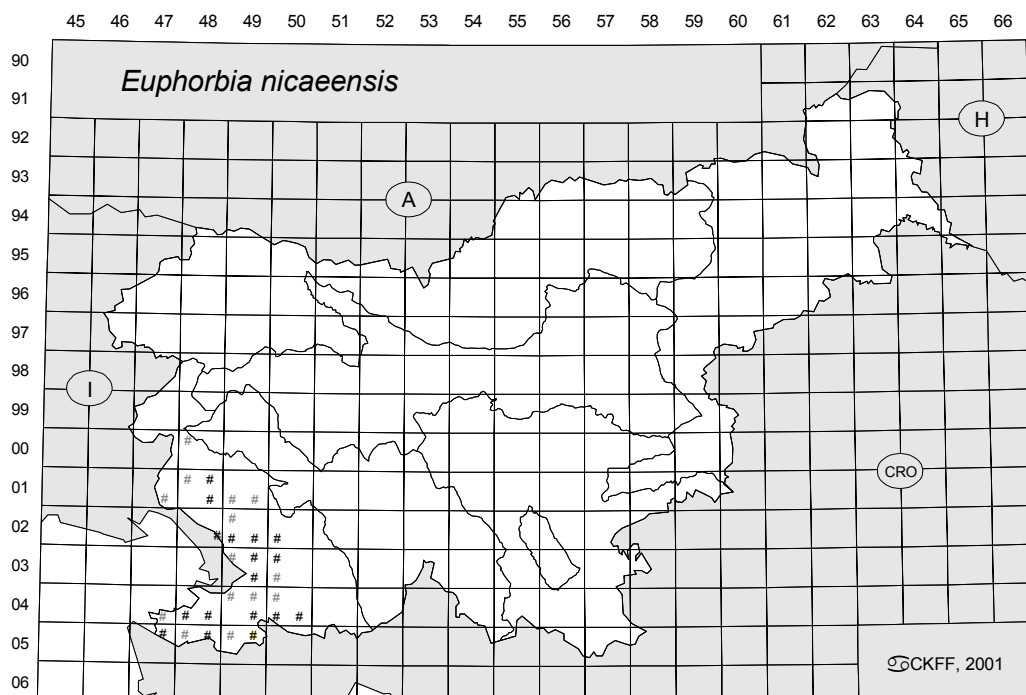 45 46 47 48 49 50 51 52 53 54 55 56 57 58 60 61 62 63 64 65 66
90
Euphorbia nicaeensis
91
H
92
93
A
94
95
96
97
98
I
99
00
#
CRO
01
# #
# # # #
02
#
# # # #
03
# # #
# #
04
# # #
# # # # # #
05
# # # # #
©CKFF, 2001
06